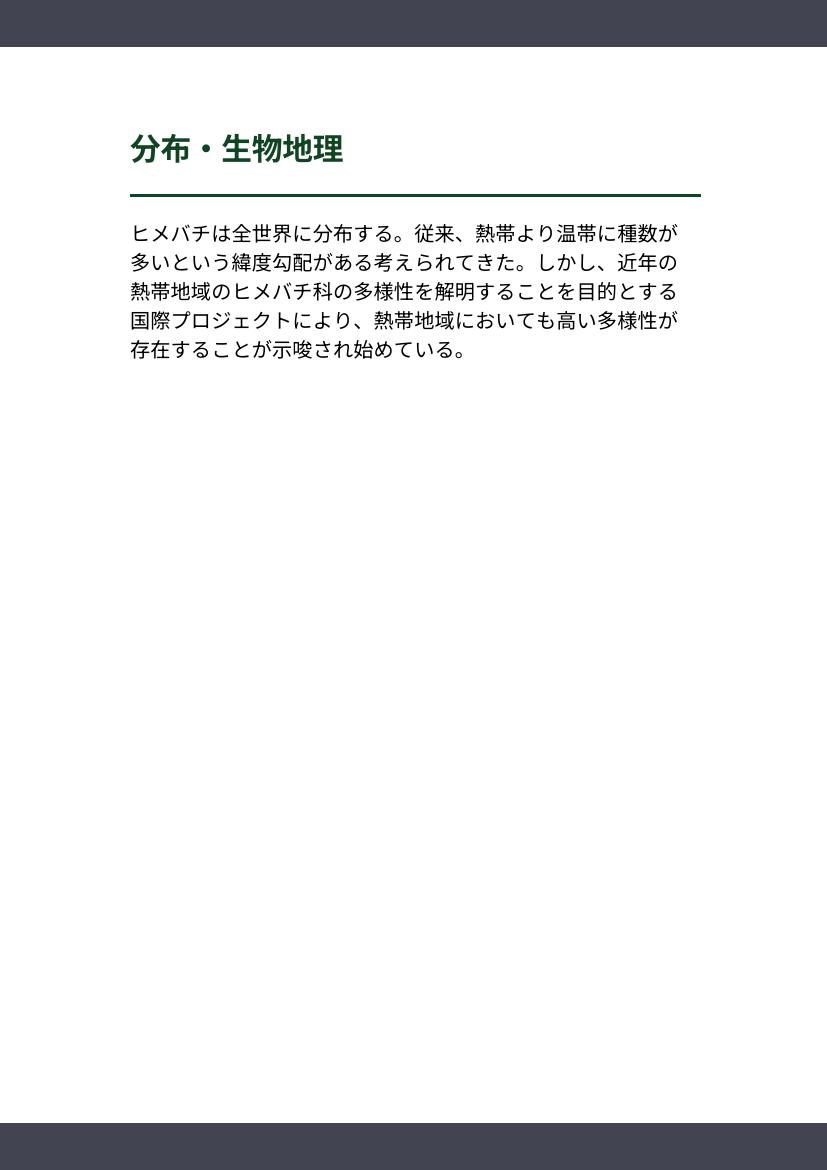 分布・生物地理
ヒメバチは全世界に分布する。従来、熱帯より温帯に種数が
多いという緯度勾配がある考えられてきた。しかし、近年の
熱帯地域のヒメバチ科の多様性を解明することを目的とする
国際プロジェクトにより、熱帯地域においても高い多様性が
存在することが示唆され始めている。